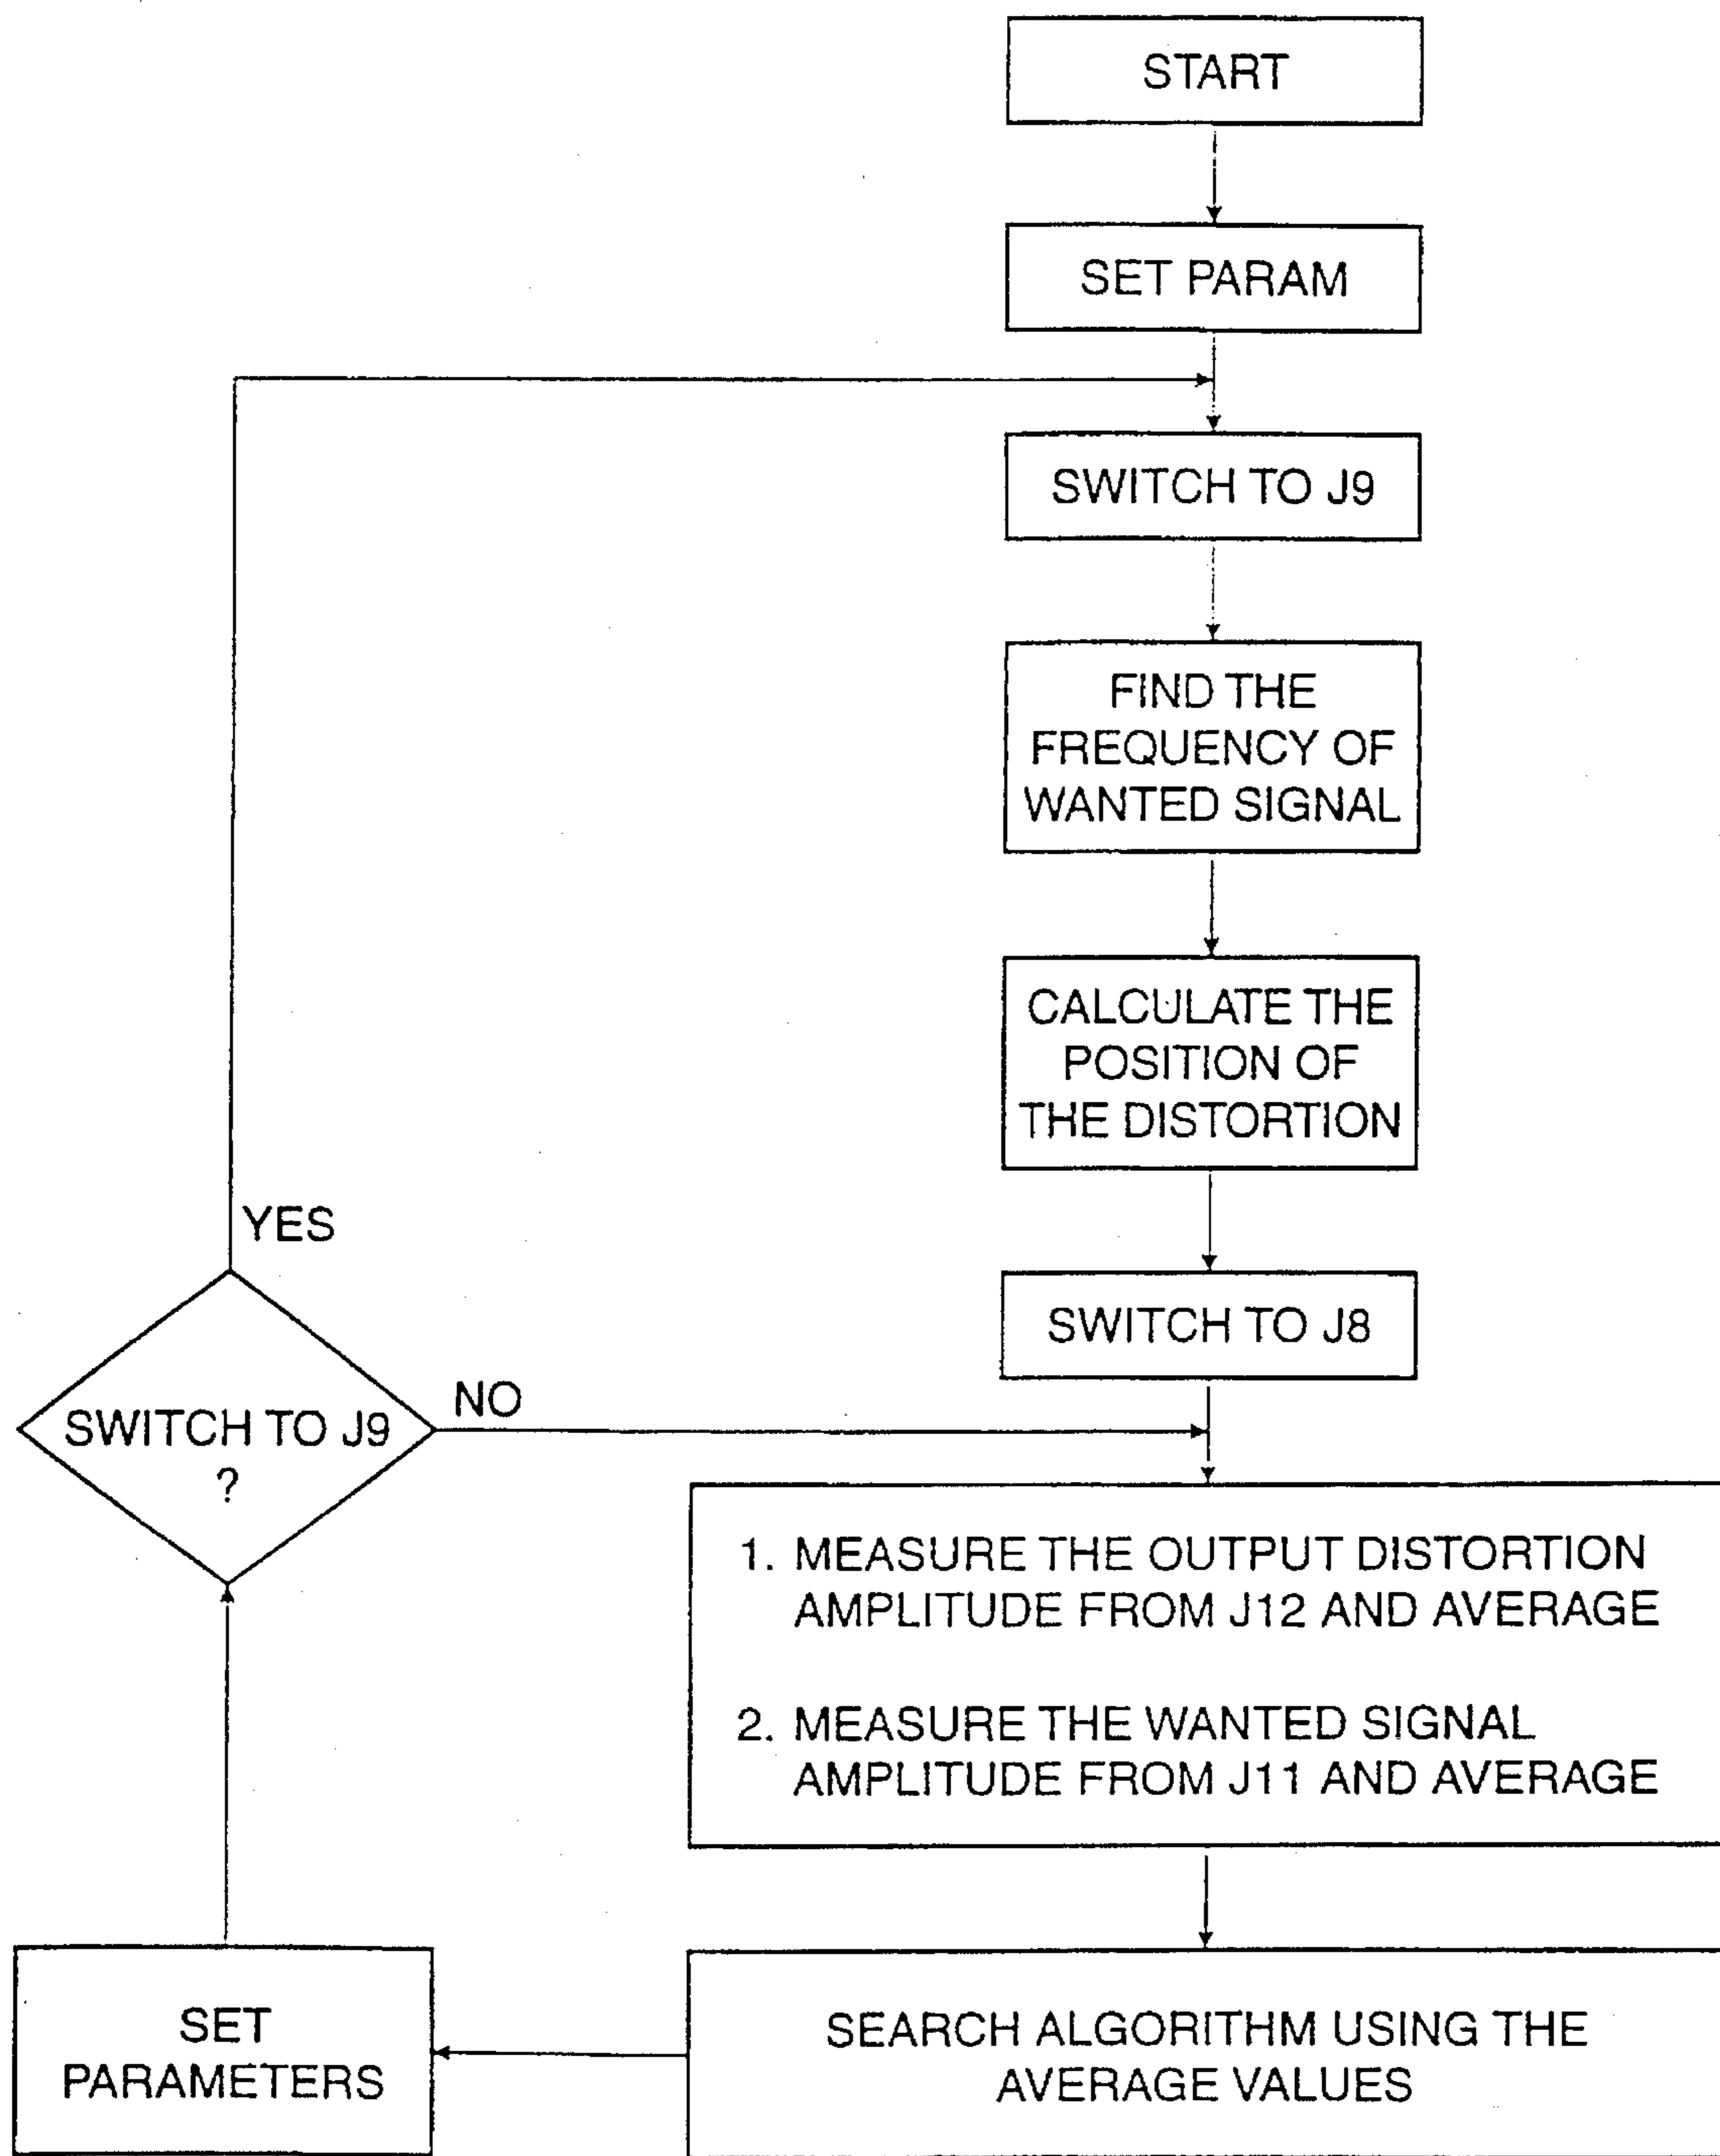 START
SET PARAM
SWITCH TO J9
FIND THE
FREQUENCY OF
WANTED SIGNAL
CALCULATE THE
POSITION OF
THE DISTORTION
YES
SWITCH TO J8
NO
SWITCH TO J9
?
1. MEASURE THE OUTPUT DISTORTION
AMPLITUDE FROM J12 AND AVERAGE
2. MEASURE THE WANTED SIGNAL
AMPLITUDE FROM J11 AND AVERAGE
SET
PARAMETERS
SEARCH ALGORITHM USING THE
AVERAGE VALUES